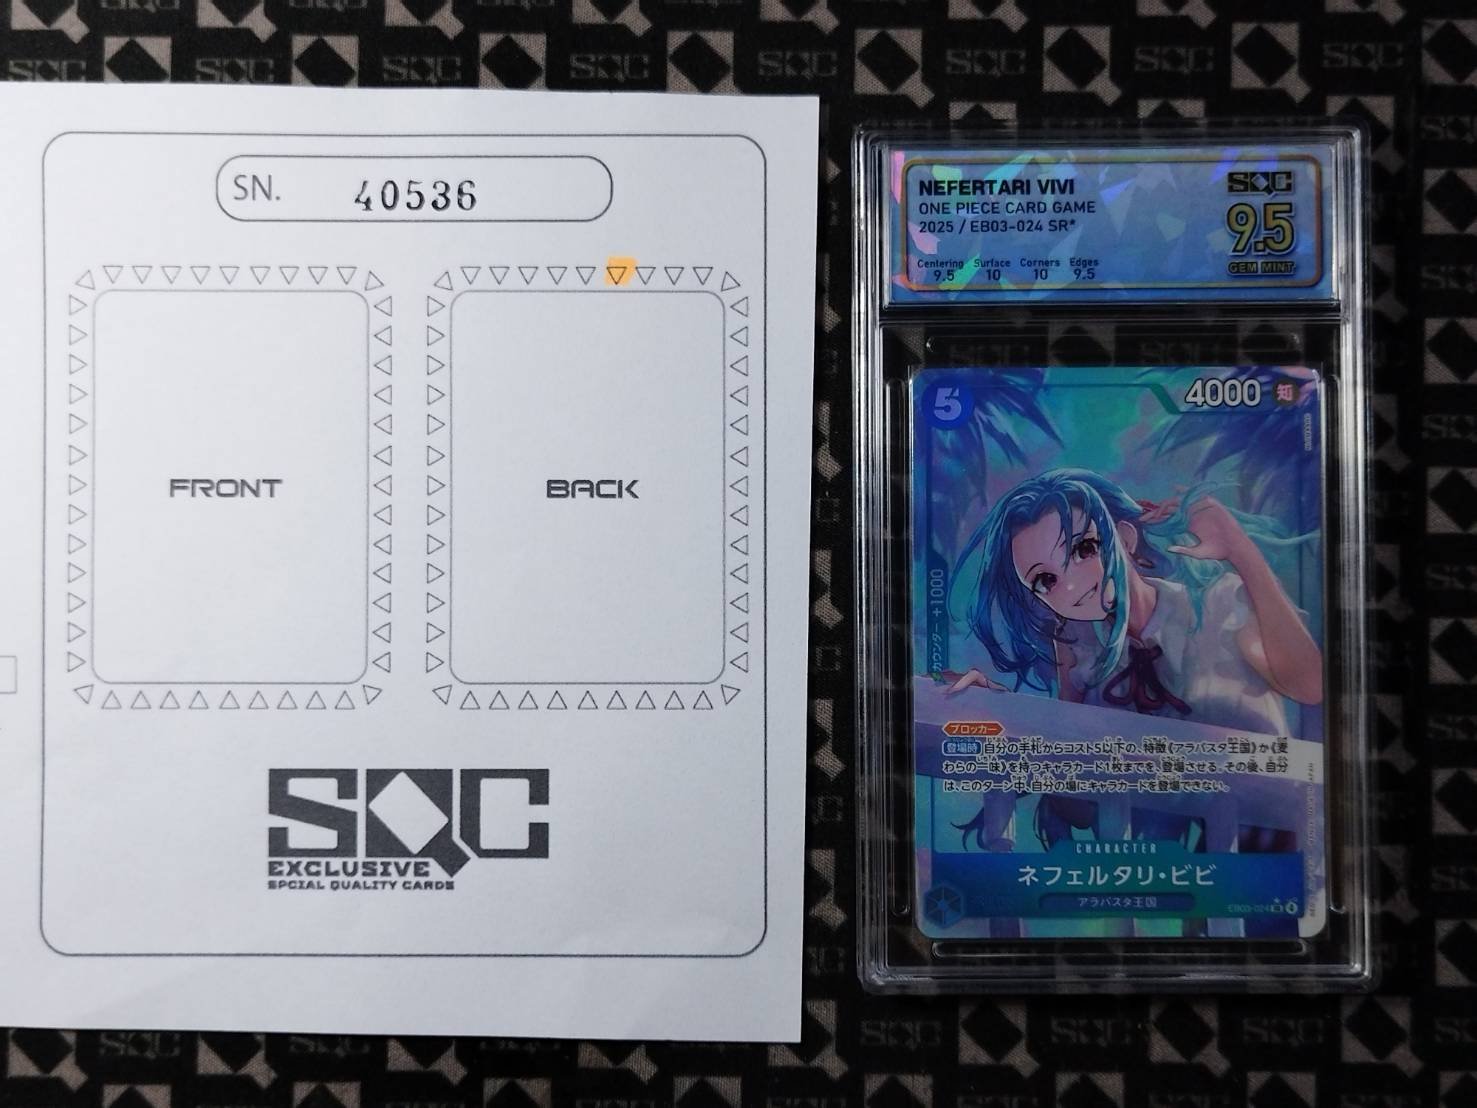 SN. 40536
FRONT
BACK
SQC
EXCLUSIVE
SPCIAL QUALITY CARDS
NEFERTARI VIVI
ONE PIECE CARD GAME
2025 / EB03-024 SR*
Centering Surface Corners Edges
9.5 10 10 9.5
SQC
9.5
GEM MINT
5
4000 知
カウンター +1000
ブロッカー
登場時 自分の手札からコスト5以下の、特徴《アラバスタ王国》か《麦
わらの一味》を持つキャラカード1枚までを、登場させる。その後、自分
は、このターン中、自分の場にキャラカードを登場できない。
CHARACTER
ネフェルタリ・ビビ
アラバスタ王国
EB03-024